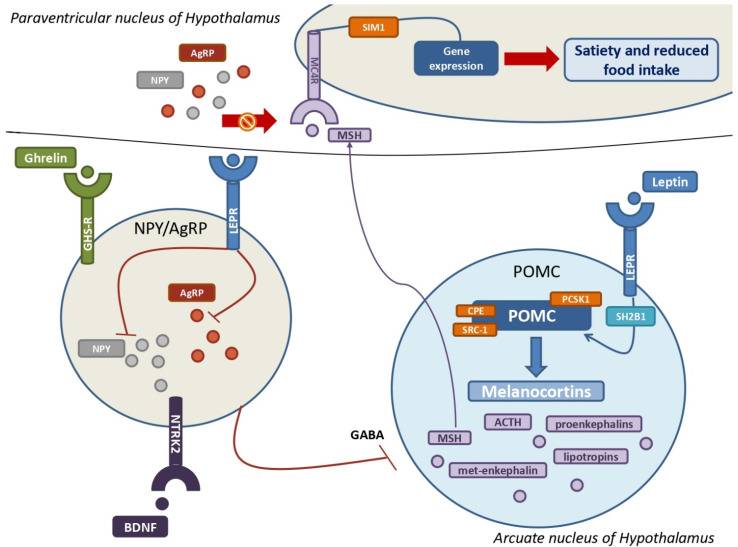 Paraventricular nucleus of Hypothalamus
AgRP
NPY
MC4R
MSH
SIM1
Gene
expression
Satiety and reduced
food intake
Ghrelin
GHS-R
LEPR
NPY/AgRP
AgRP
NPY
NTRK2
BDNF
GABA
Leptin
LEPR
POMC
PCSK1
CPE
SRC-1
POMC
SH2B1
Melanocortins
ACTH
proenkephalins
MSH
lipotropins
met-enkephalin
Arcuate nucleus of Hypothalamus